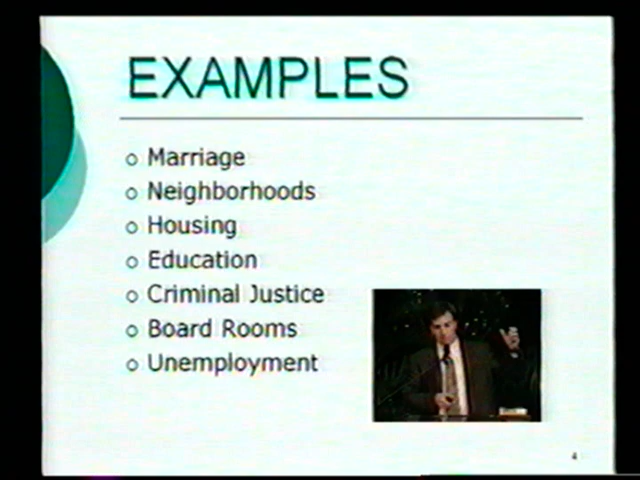 EXAMPLES
Marriage
Neighborhoods
Housing
Education
Criminal Justice
Board Rooms
Unemployment
4